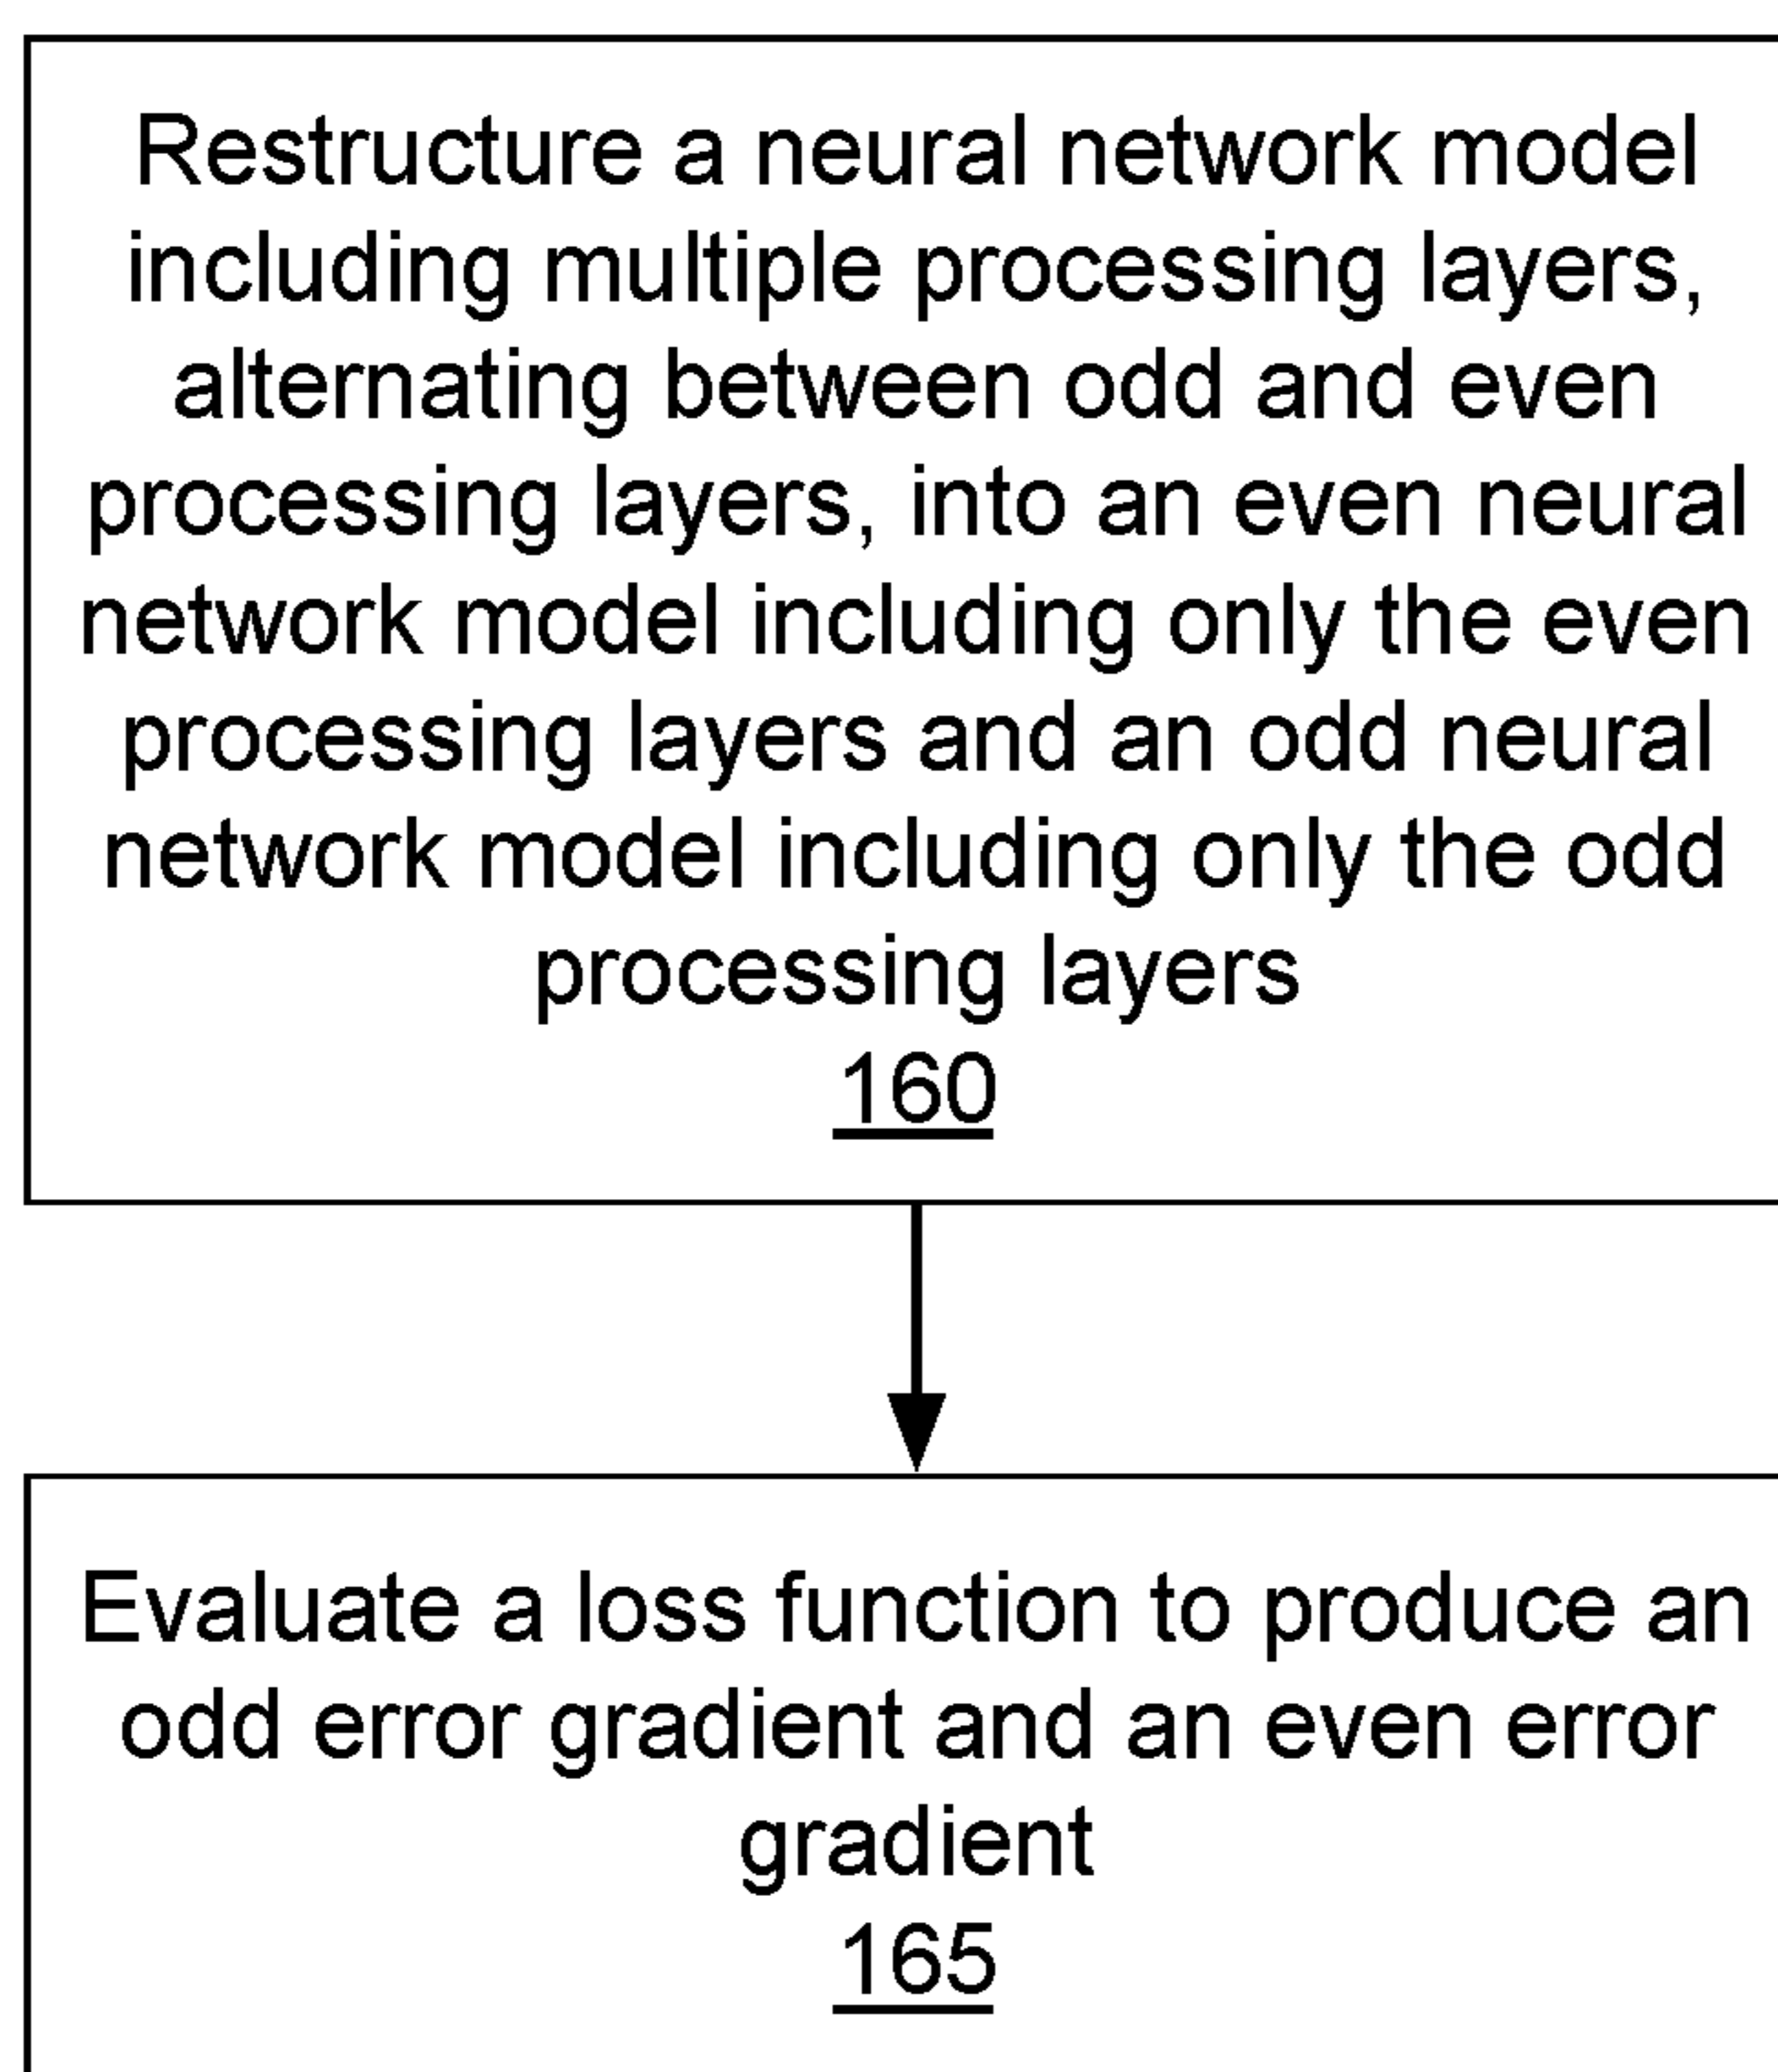 Restructure a neural network model
including multiple processing layers,
alternating between odd and even
processing layers, into an even neural
network model including only the even
processing layers and an odd neural
network model including only the odd
processing layers
160
Evaluate a loss function to produce an
odd error gradient and an even error
gradient
165